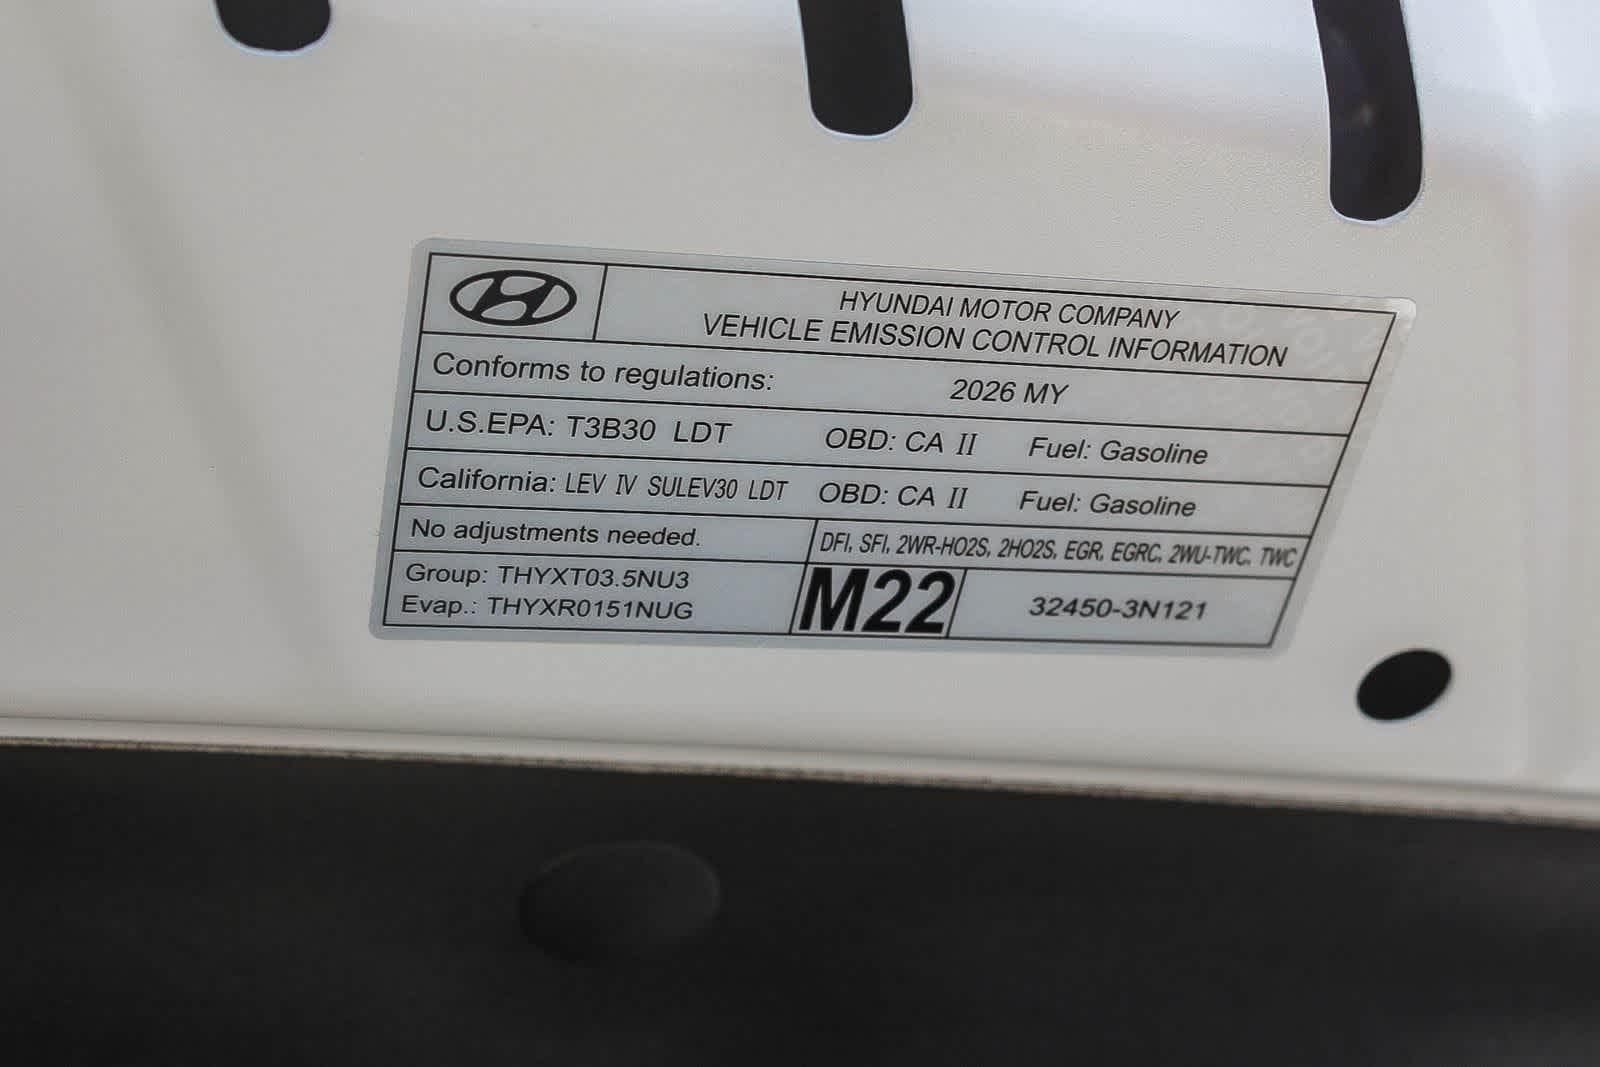 HYUNDAI MOTOR COMPANY
VEHICLE EMISSION CONTROL INFORMATION
Conforms to regulations: 2026 MY
U.S.EPA: T3B30 LDT OBD: CA II Fuel: Gasoline
California: LEV IV SULEV30 LDT OBD: CA II Fuel: Gasoline
No adjustments needed. DFI, SFI, 2WR-HO2S, 2HO2S, EGR, EGRC, 2WU-TWC, TWC
Group: THYXT03.5NU3
Evap.: THYXR0151NUG
M22
32450-3N121